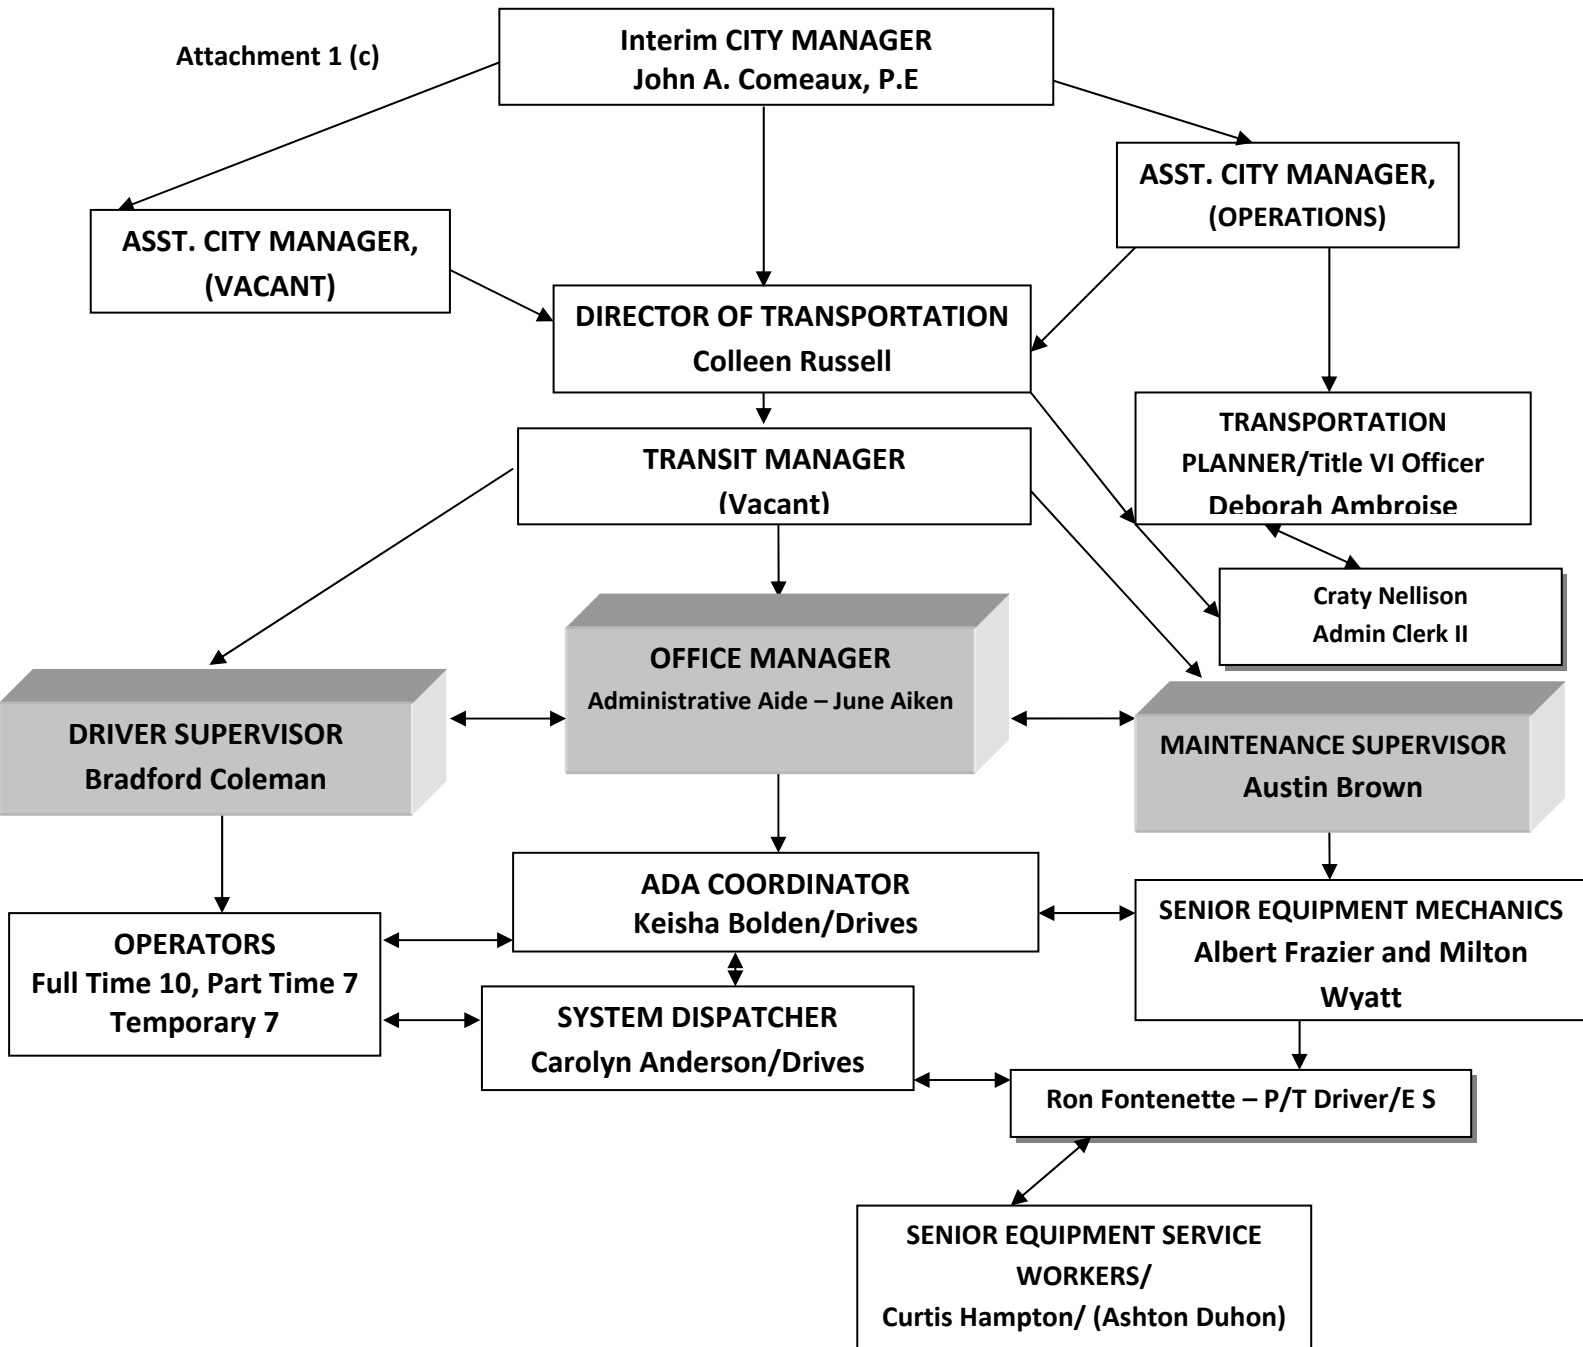 Attachment 1 (c)
Interim CITY MANAGER
John A. Comeaux, P.E
ASST. CITY MANAGER,
(OPERATIONS)
ASST. CITY MANAGER,
(VACANT)
DIRECTOR OF TRANSPORTATION
Colleen Russell
TRANSPORTATION
PLANNER/Title VI Officer
Deborah Ambroise
TRANSIT MANAGER
(Vacant)
Craty Nellison
Admin Clerk II
OFFICE MANAGER
Administrative Aide – June Aiken
DRIVER SUPERVISOR
Bradford Coleman
MAINTENANCE SUPERVISOR
Austin Brown
ADA COORDINATOR
Keisha Bolden/Drives
SENIOR EQUIPMENT MECHANICS
Albert Frazier and Milton
Wyatt
OPERATORS
Full Time 10, Part Time 7
Temporary 7
SYSTEM DISPATCHER
Carolyn Anderson/Drives
Ron Fontenette – P/T Driver/E S
SENIOR EQUIPMENT SERVICE
WORKERS/
Curtis Hampton/ (Ashton Duhon)